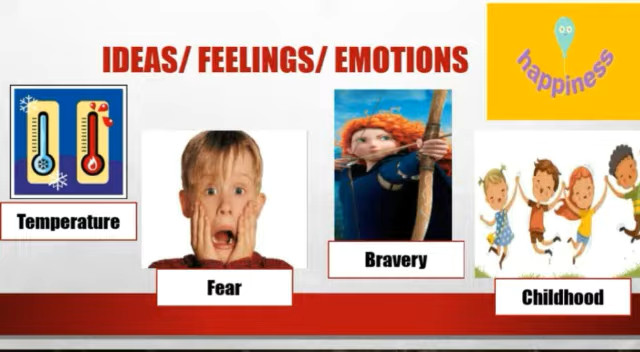 IDEAS/ FEELINGS/ EMOTIONS
happiness
Temperature
Fear
Bravery
Childhood